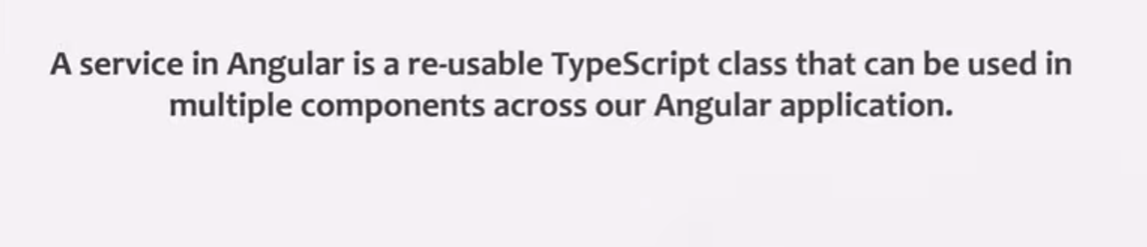 A service in Angular is a re-usable TypeScript class that can be used in
multiple components across our Angular application.